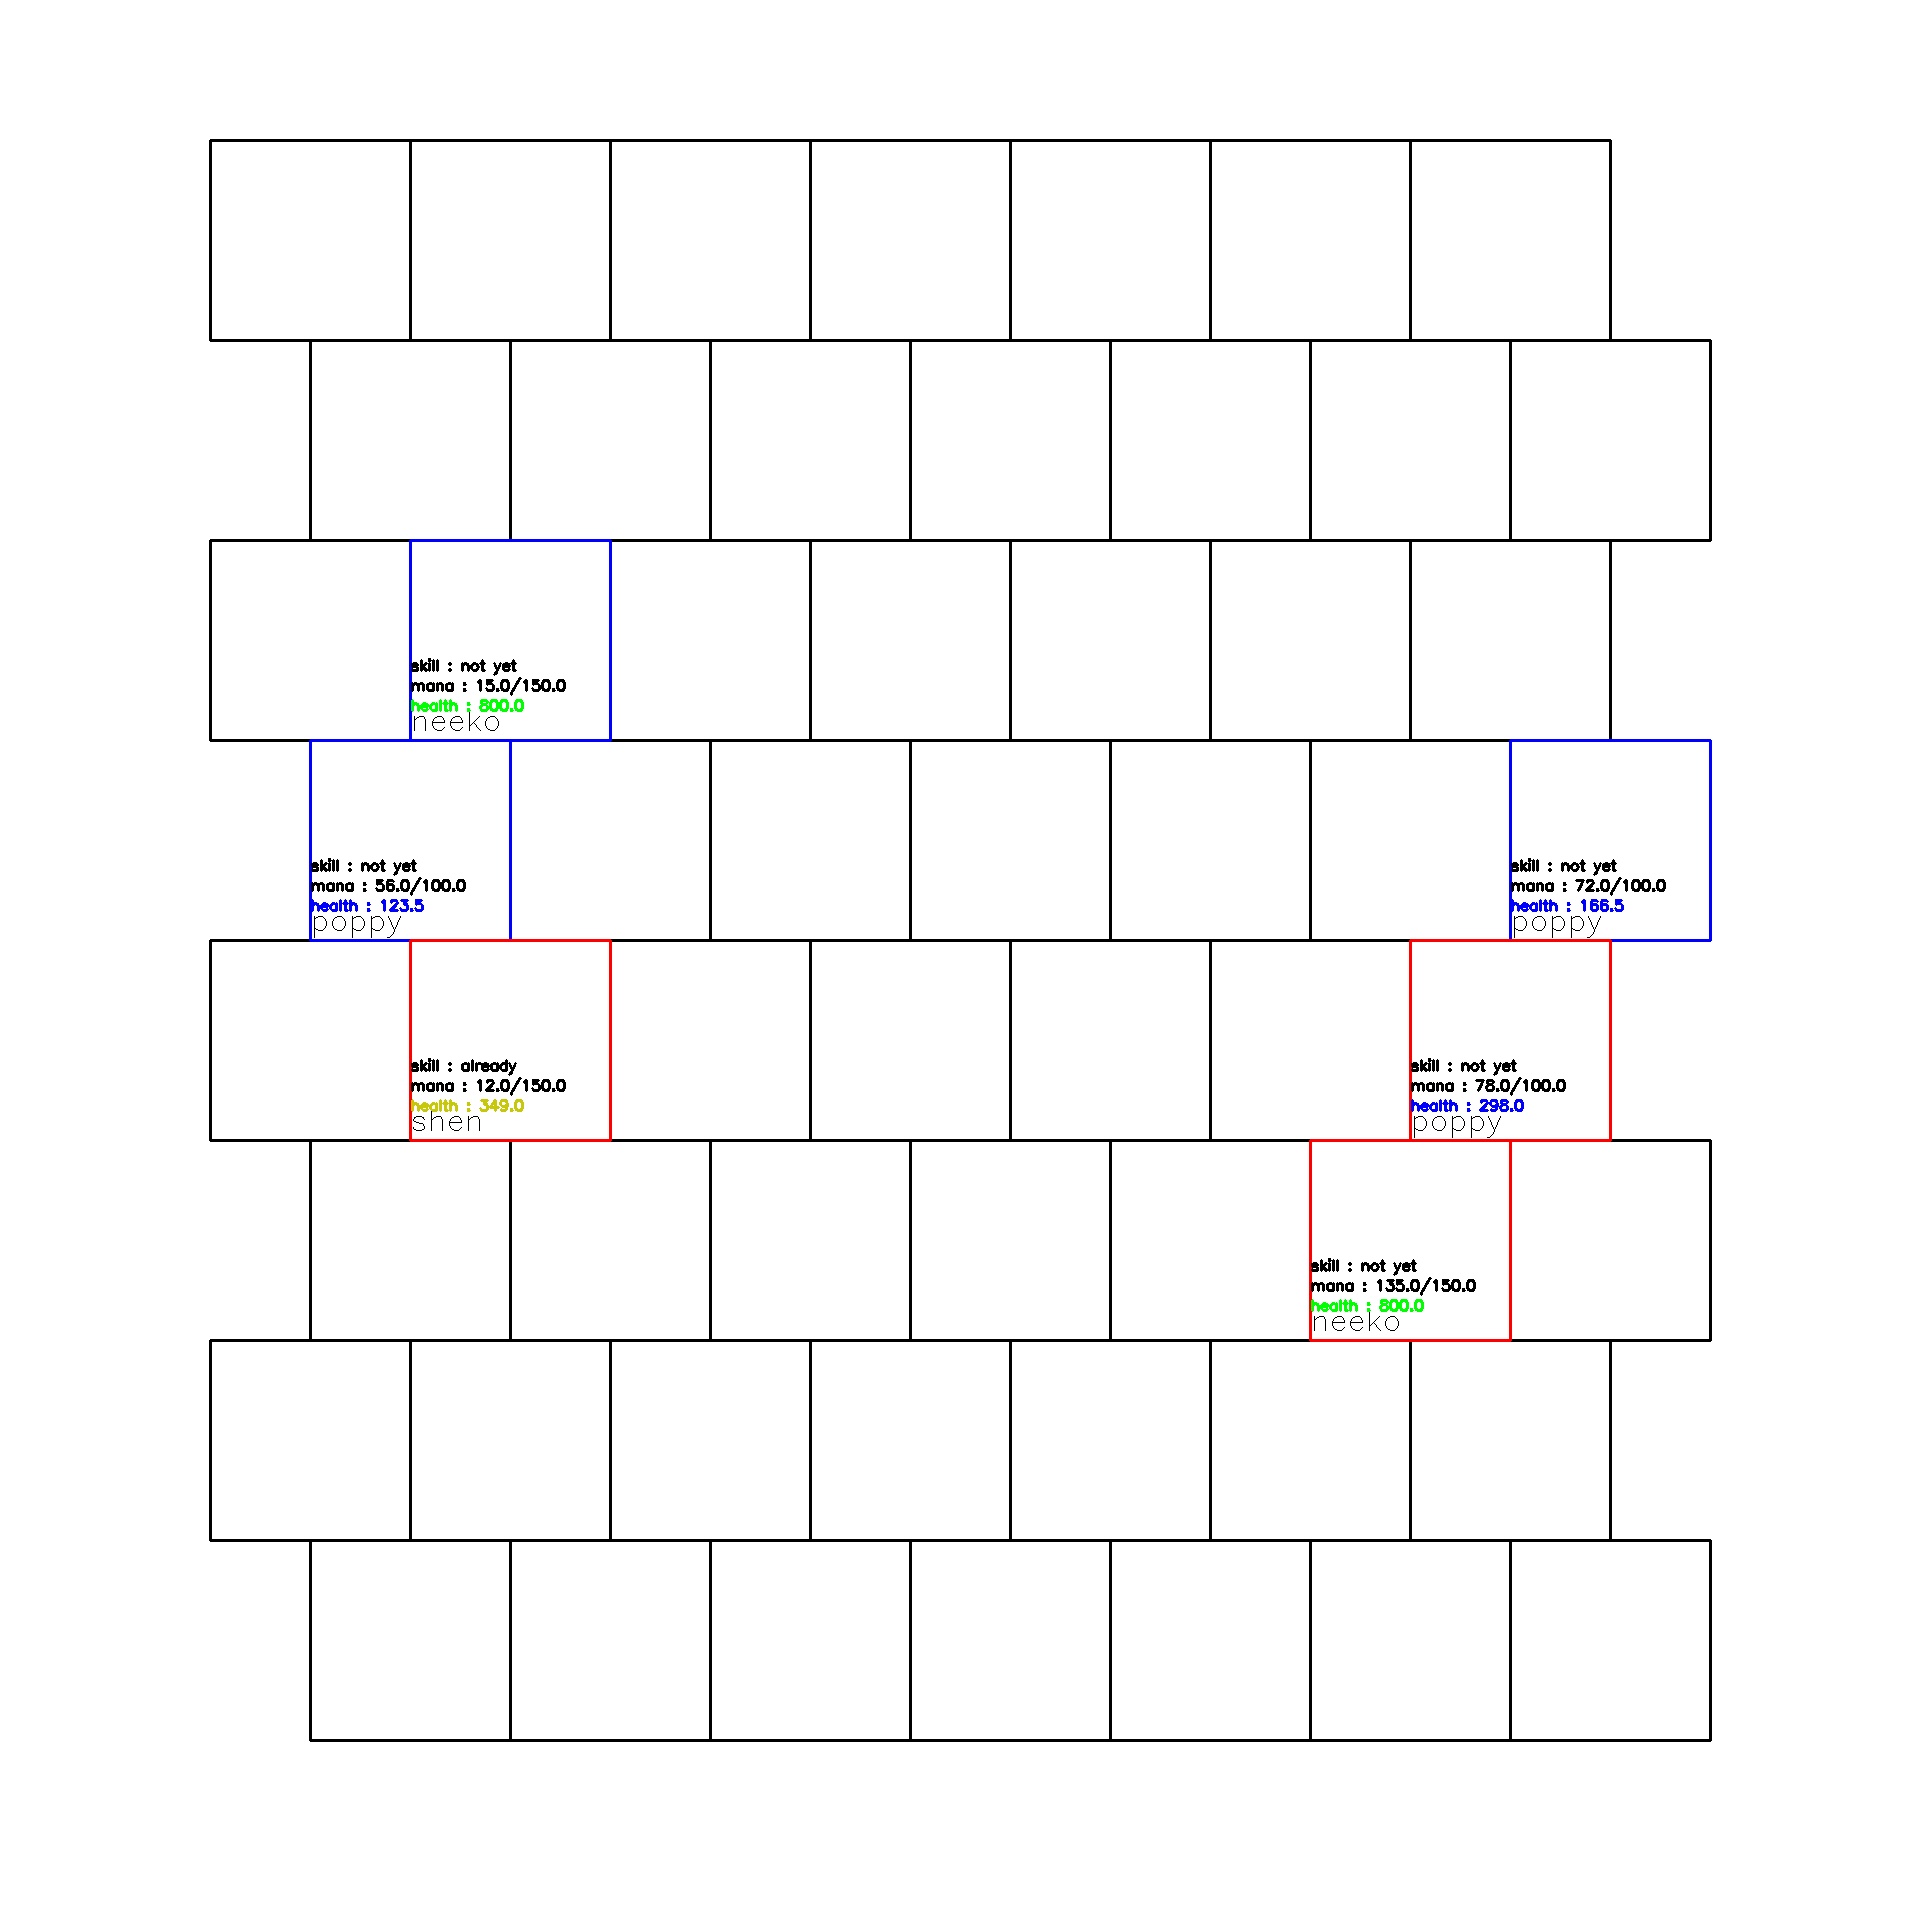 skill : not yet
mana : 15.0/150.0
health : 800.0
neeko
skill : not yet
mana : 56.0/100.0
health : 123.5
poppy
skill : not yet
mana : 72.0/100.0
health : 166.5
poppy
skill : already
mana : 12.0/150.0
health : 349.0
shen
skill : not yet
mana : 78.0/100.0
health : 298.0
poppy
skill : not yet
mana : 135.0/150.0
health : 800.0
neeko